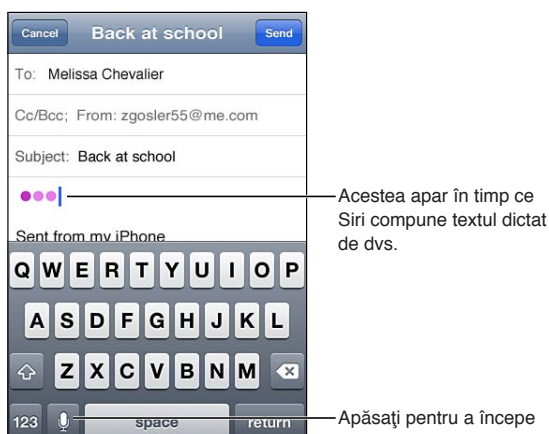 Cancel Back at school Send
To: Melissa Chevalier
Cc/Bcc; From: zgosler55@me.com
Subject: Back at school
Acestea apar în timp ce
Siri compune textul dictat
de dvs.
Sent from my iPhone
Q W E R T Y U I O P
A S D F G H J K L
Z X C V B N M
123 space return
Apăsaţi pentru a începe